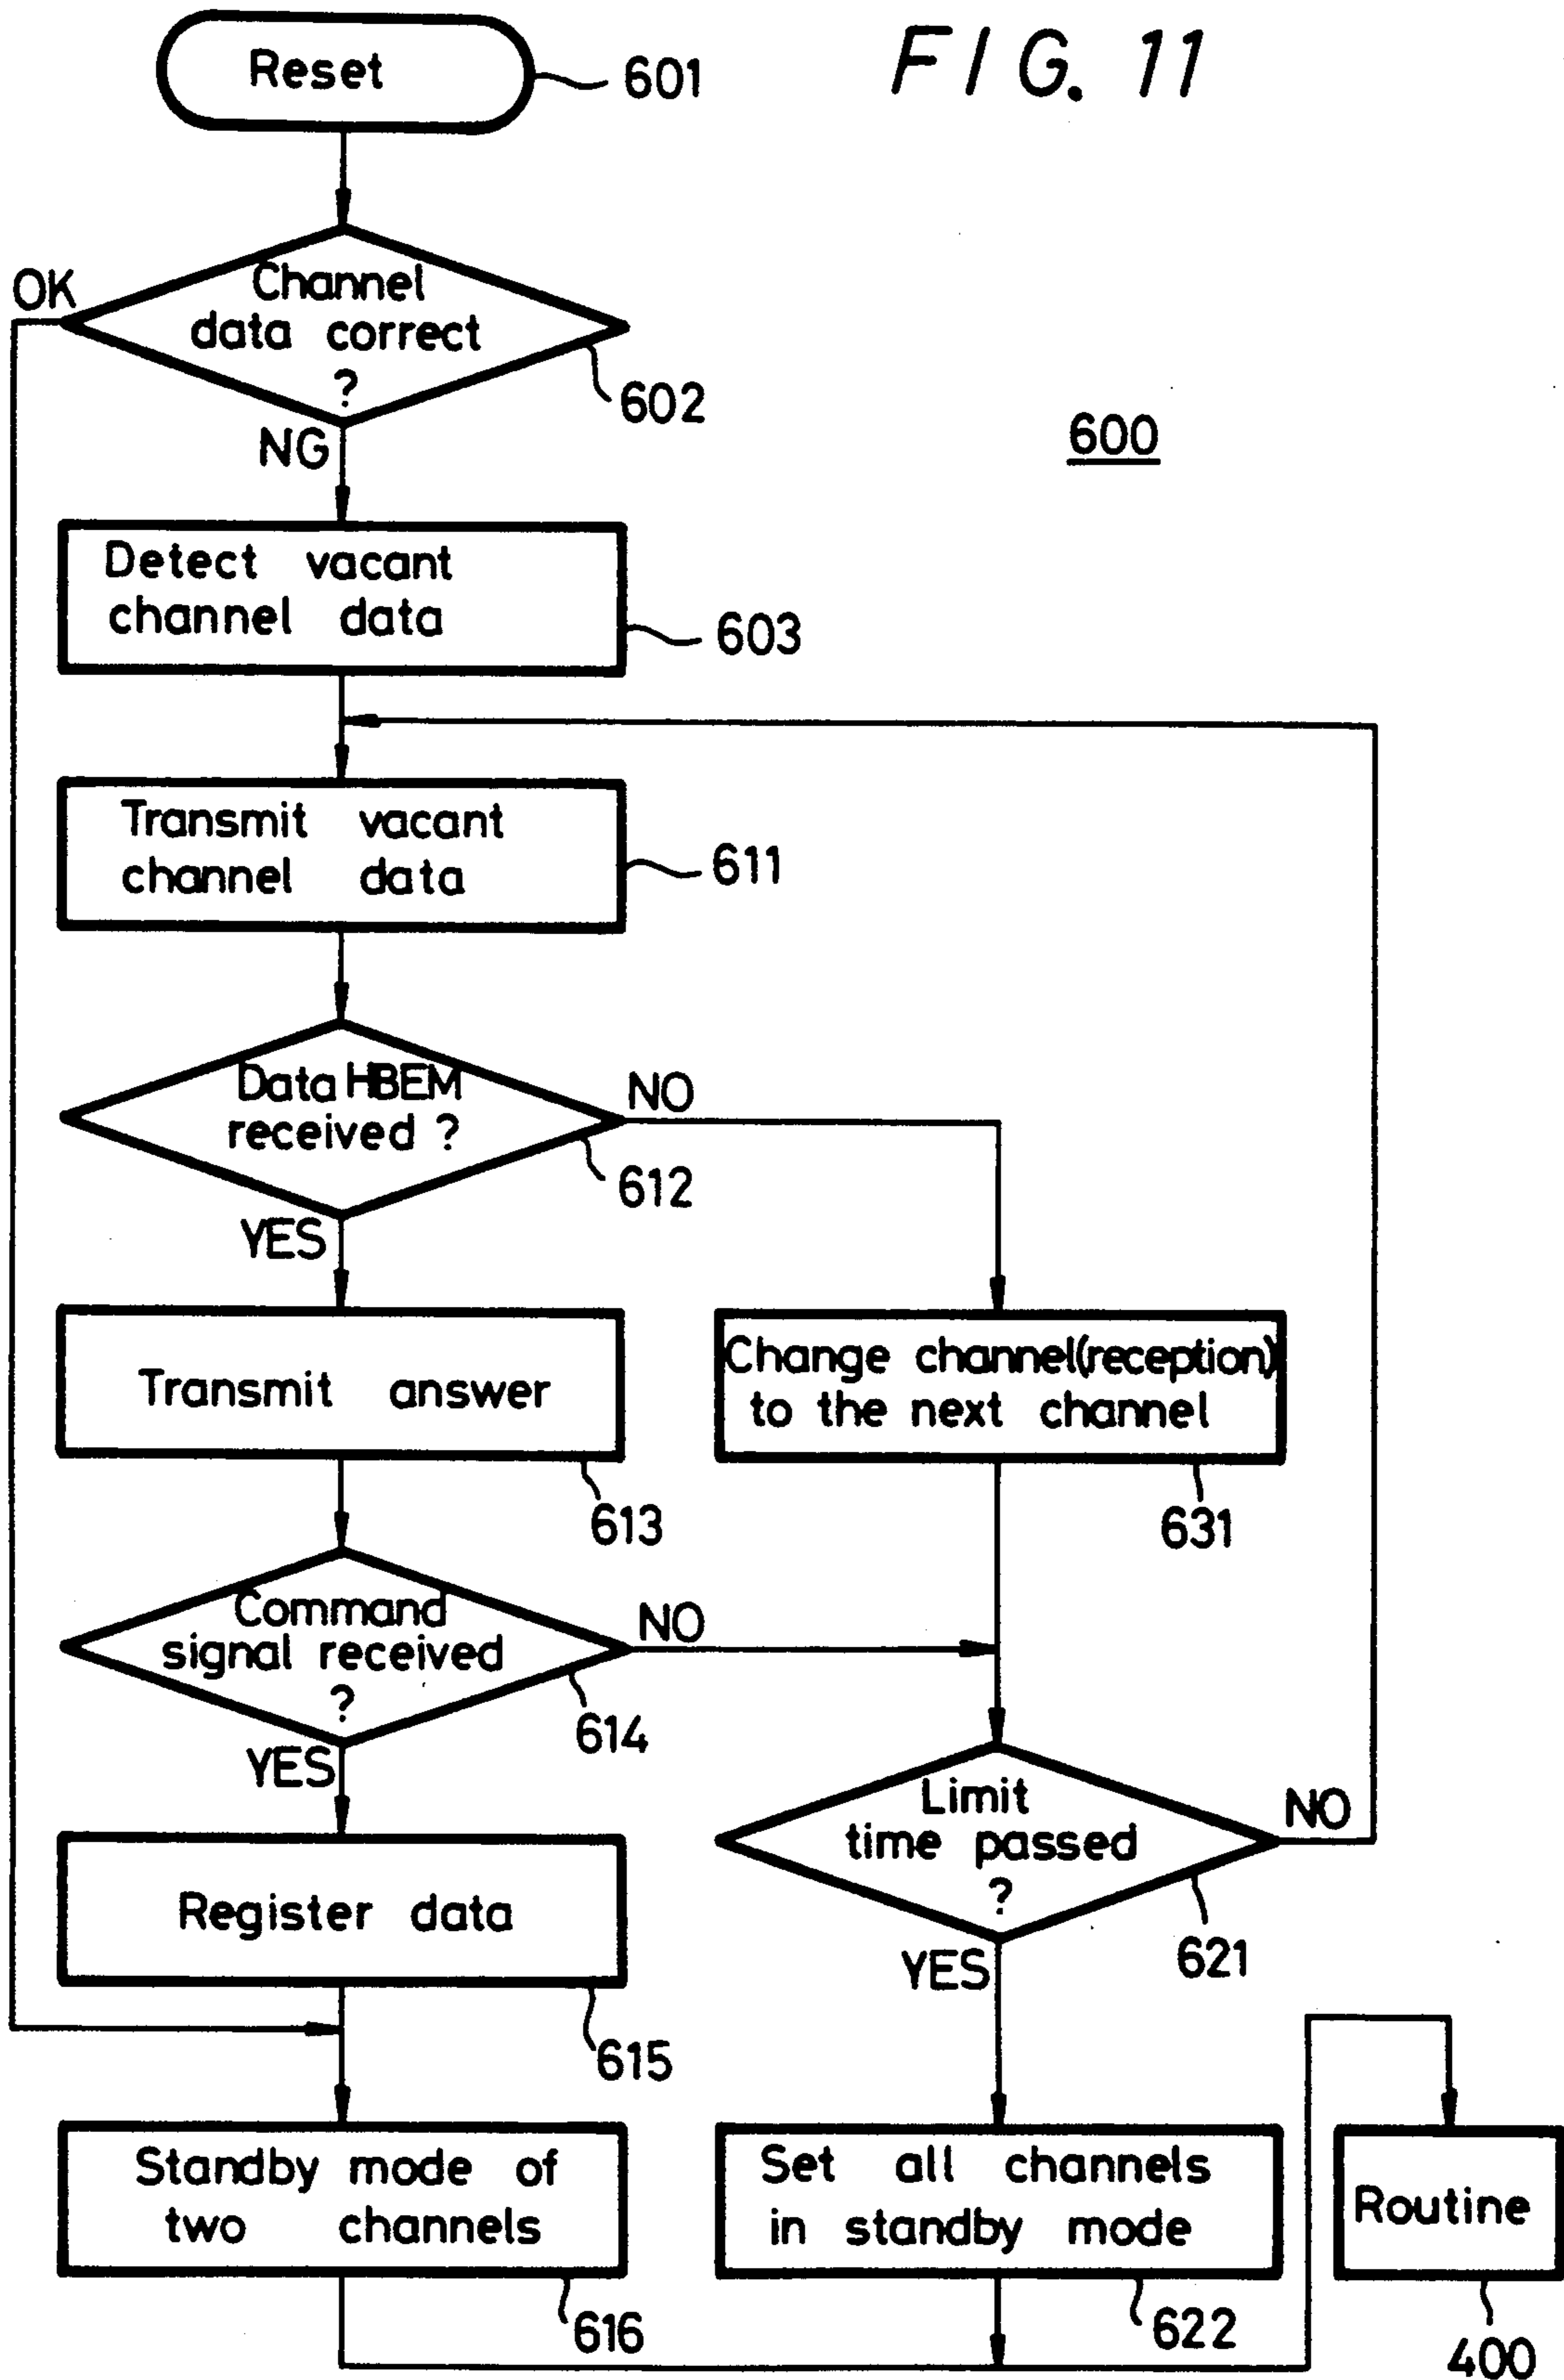 FIG. 11
Reset
601
Channel
data correct
?
602
OK
NG
600
Detect vacant
channel data
603
Transmit vacant
channel data
611
Data HBEM
received ?
612
NO
YES
Transmit answer
613
Change channel(reception)
to the next channel
631
Command
signal received
?
614
NO
YES
Limit
time passed
?
621
NO
YES
Register data
615
Standby mode of
two channels
616
Set all channels
in standby mode
622
Routine
400